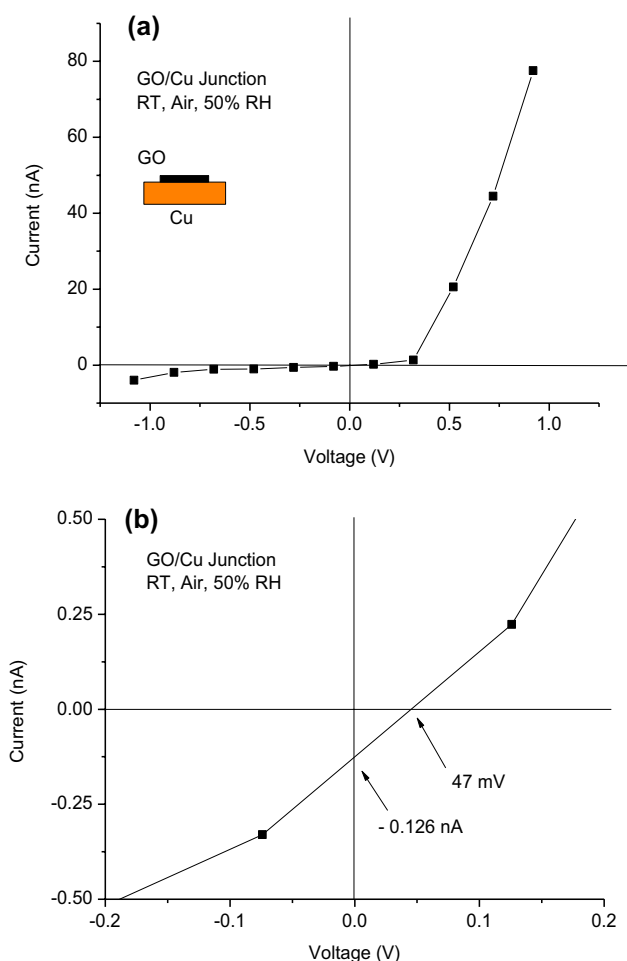 (a)
GO/Cu Junction
RT, Air, 50% RH
GO
Cu
80
60
40
20
0
Current (nA)
-1.0
-0.5
0.0
0.5
1.0
Voltage (V)
(b)
GO/Cu Junction
RT, Air, 50% RH
0.50
0.25
0.00
-0.25
-0.50
Current (nA)
47 mV
- 0.126 nA
-0.2
-0.1
0.0
0.1
0.2
Voltage (V)